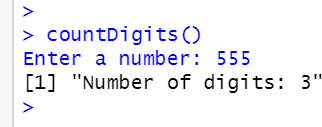 >
> countDigits()
Enter a number: 555
[1] "Number of digits: 3"
>